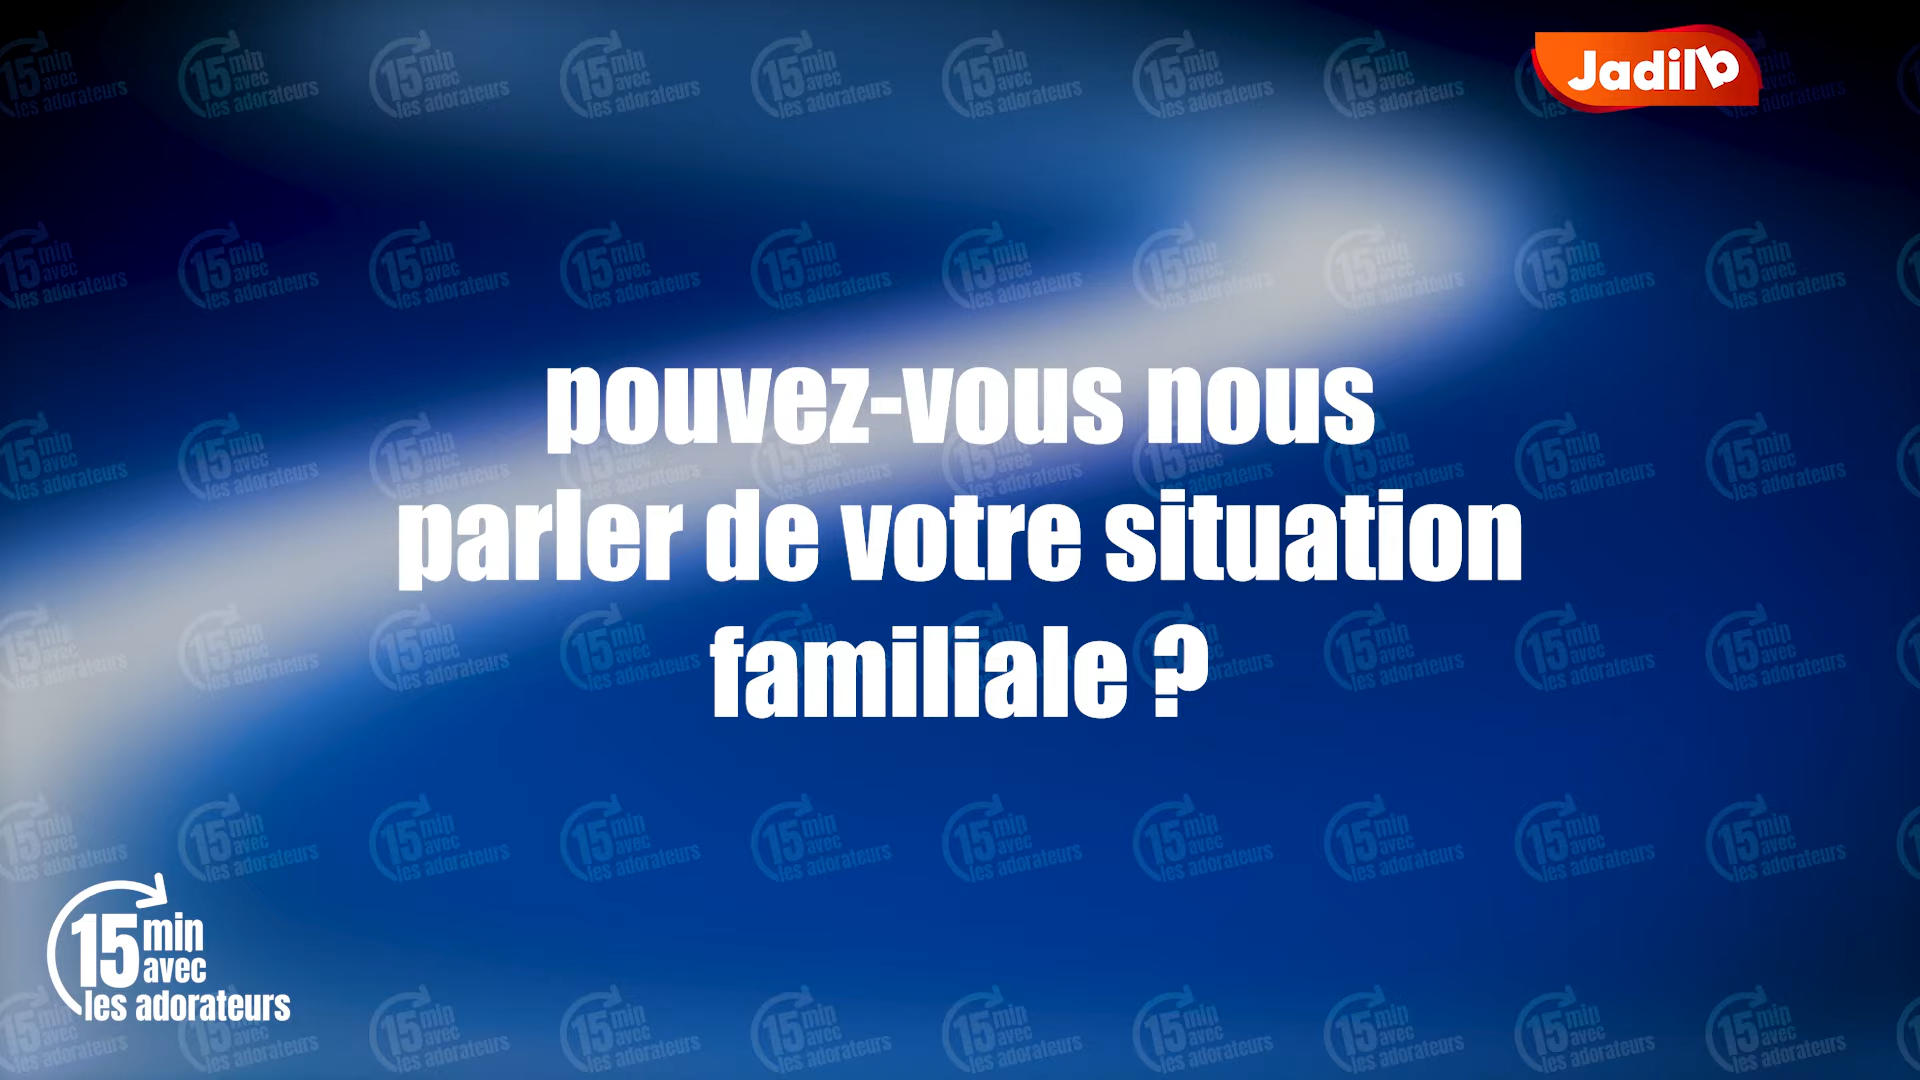 Jadilo
pouvez-vous nous
parler de votre situation
familiale ?
15 min
avec
les adorateurs